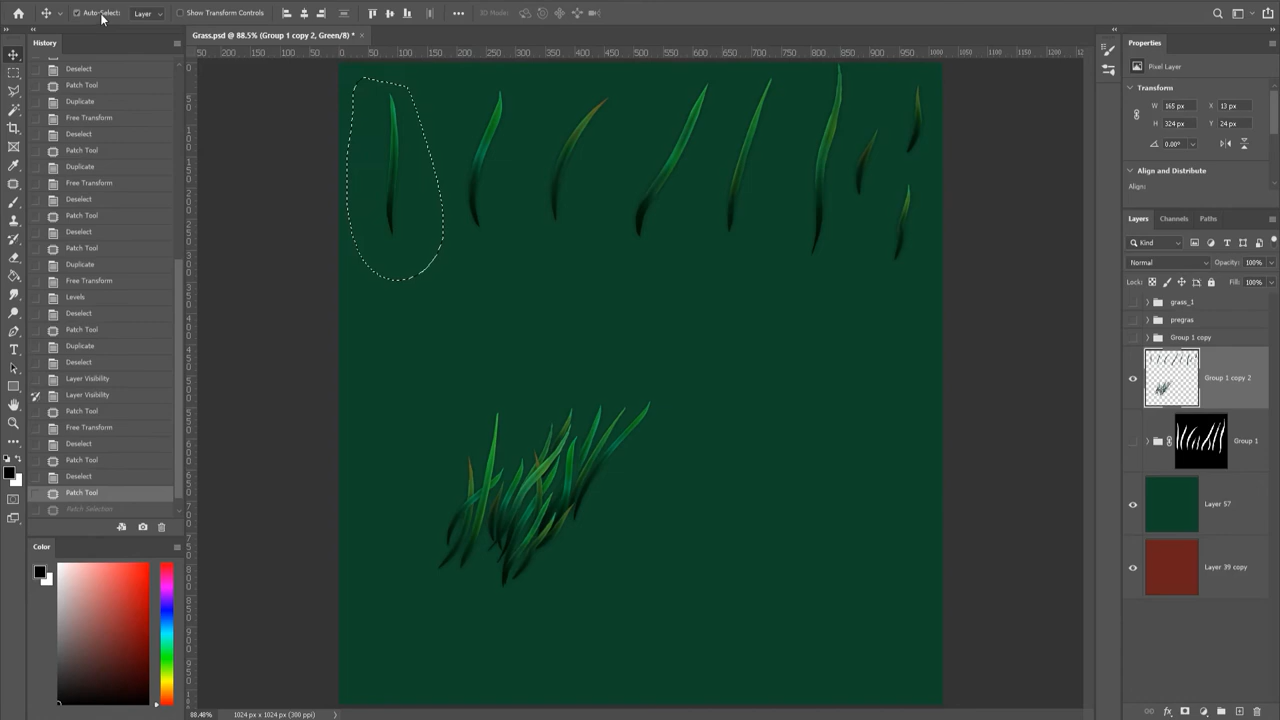 Auto-Select: Layer Show Transform Controls 3D Mode:
History
Grass.psd @ 88.5% (Group 1 copy 2, Green/8) *
Deselect
Patch Tool
Duplicate
Free Transform
Deselect
Patch Tool
Duplicate
Free Transform
Deselect
Patch Tool
Deselect
Patch Tool
Duplicate
Free Transform
Levels
Deselect
Patch Tool
Duplicate
Deselect
Layer Visibility
Layer Visibility
Patch Tool
Free Transform
Deselect
Patch Tool
Deselect
Patch Tool
Patch Selection
Color
88.48% 1024 px x 1024 px (300 ppi)
Properties
Pixel Layer
Transform
W 165 px X 13 px
H 324 px Y 24 px
0.00°
Align and Distribute
Align:
Layers Channels Paths
Kind
Normal Opacity: 100%
Lock: Fill: 100%
grass_1
pregras
Group 1 copy
Group 1 copy 2
Group 1
Layer 57
Layer 39 copy